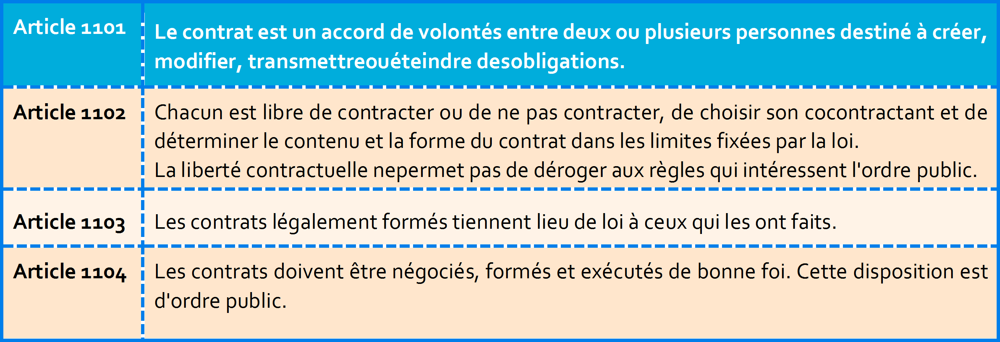 Article 1101
Le contrat est un accord de volontés entre deux ou plusieurs personnes destiné à créer,
modifier, transmettreouéteindre desobligations.
Article 1102
Chacun est libre de contracter ou de ne pas contracter, de choisir son cocontractant et de
déterminer le contenu et la forme du contrat dans les limites fixées par la loi.
La liberté contractuelle nepermet pas de déroger aux règles qui intéressent l'ordre public.
Article 1103
Les contrats légalement formés tiennent lieu de loi à ceux qui les ont faits.
Article 1104
Les contrats doivent être négociés, formés et exécutés de bonne foi. Cette disposition est
d'ordre public.